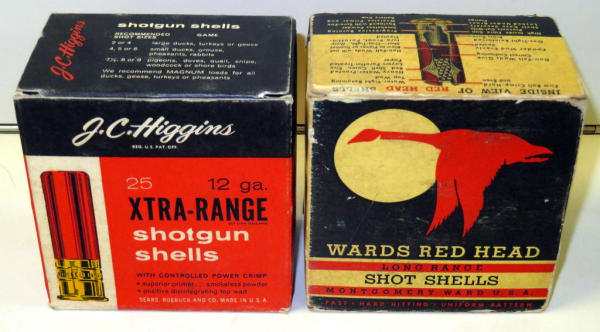 J.C. Higgins
shotgun shells
RECOMMENDED SHOT SIZES
GAME
2 or 4 large ducks, turkeys or geese
4, 5 or 6 small ducks, grouse, pheasants, rabbits
7½, 8 or 9 pigeons, doves, quail, snipe, woodcock or shore birds
We recommend MAGNUM loads for all
ducks, geese, turkeys or pheasants
J.C. Higgins
REG. U.S. PAT. OFF.
25 12 ga.
XTRA-RANGE
shotgun
shells
WITH CONTROLLED POWER CRIMP
• superior primer... smokeless powder
• positive disintegrating top wad
SEARS, ROEBUCK AND CO. MADE IN U.S.A.
INSIDE VIEW OF RED HEAD SHELLS
WARDS RED HEAD
LONG RANGE
SHOT SHELLS
MONTGOMERY WARD U.S.A.
FAST • HARD HITTING • UNIFORM PATTERN